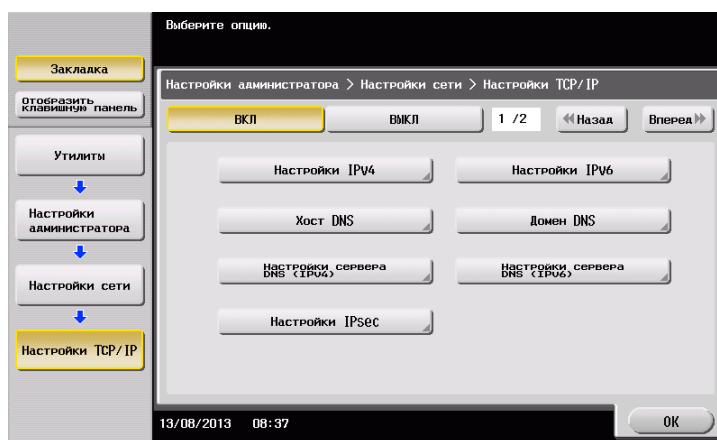 Выберите опцию.
Закладка
Отобразить
клавишную панель
Утилиты
Настройки
администратора
Настройки сети
Настройки TCP/IP
Настройки администратора > Настройки сети > Настройки TCP/IP
ВКЛ
ВЫКЛ
1 /2
Назад
Вперед
Настройки IPv4
Настройки IPv6
Хост DNS
Домен DNS
Настройки сервера
DNS (IPv4)
Настройки сервера
DNS (IPv6)
Настройки IPsec
13/08/2013 08:37
OK